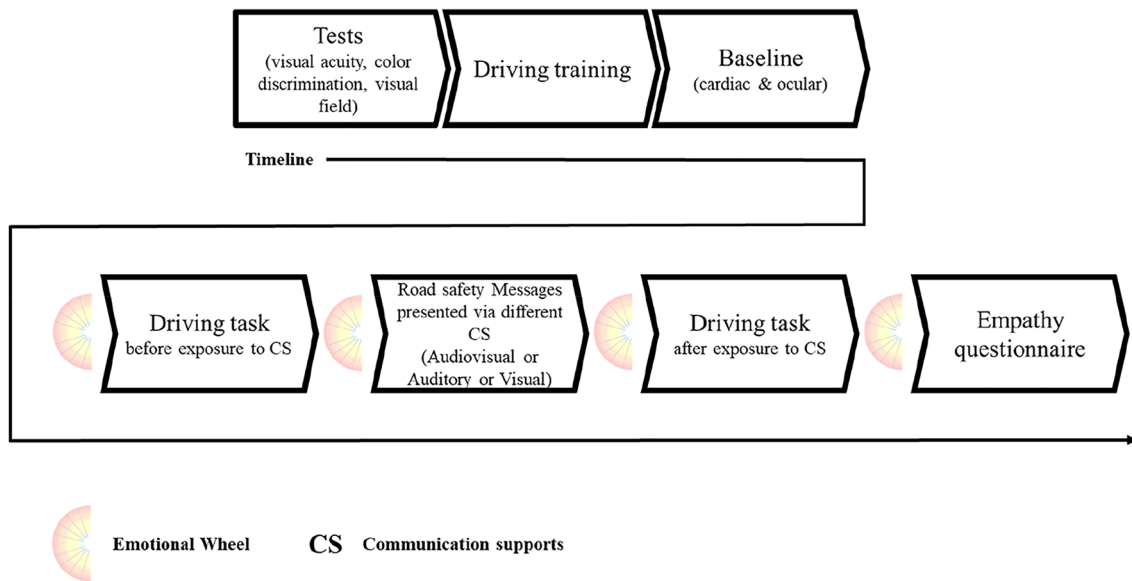 Tests
(visual acuity, color
discrimination, visual
field)
Driving training
Baseline
(cardiac & ocular)
Timeline
Driving task
before exposure to CS
Road safety Messages
presented via different
CS
(Audiovisual or
Auditory or Visual)
Driving task
after exposure to CS
Empathy
questionnaire
Emotional Wheel
CS Communication supports